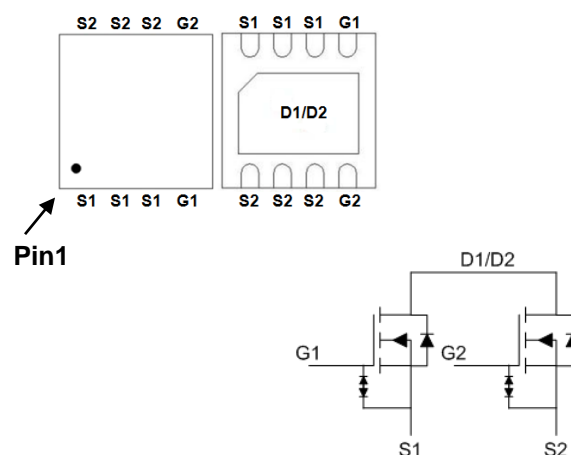 S2 S2 S2 G2
S1 S1 S1 G1
D1/D2
S1 S1 S1 G1
S2 S2 S2 G2
Pin1
D1/D2
G1
G2
S1
S2